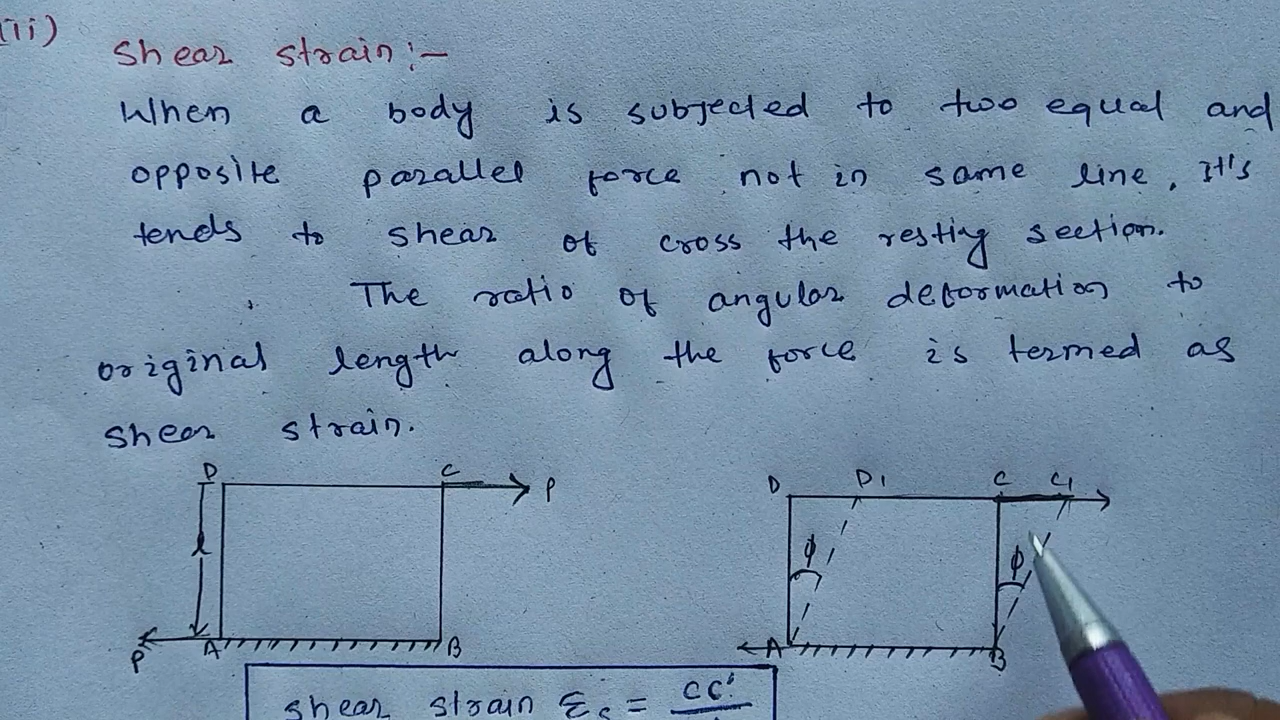 (ii)
Shear strain :-
When a body is subjected to two equal and
opposite parallel force not in same line, It's
tends to shear of cross the resting section.
The ratio of angular deformation to
original length along the force is termed as
shear strain.
D C P
D D1 C C1
l
ϕ ϕ
P A B
A B
shear strain Es = CC'